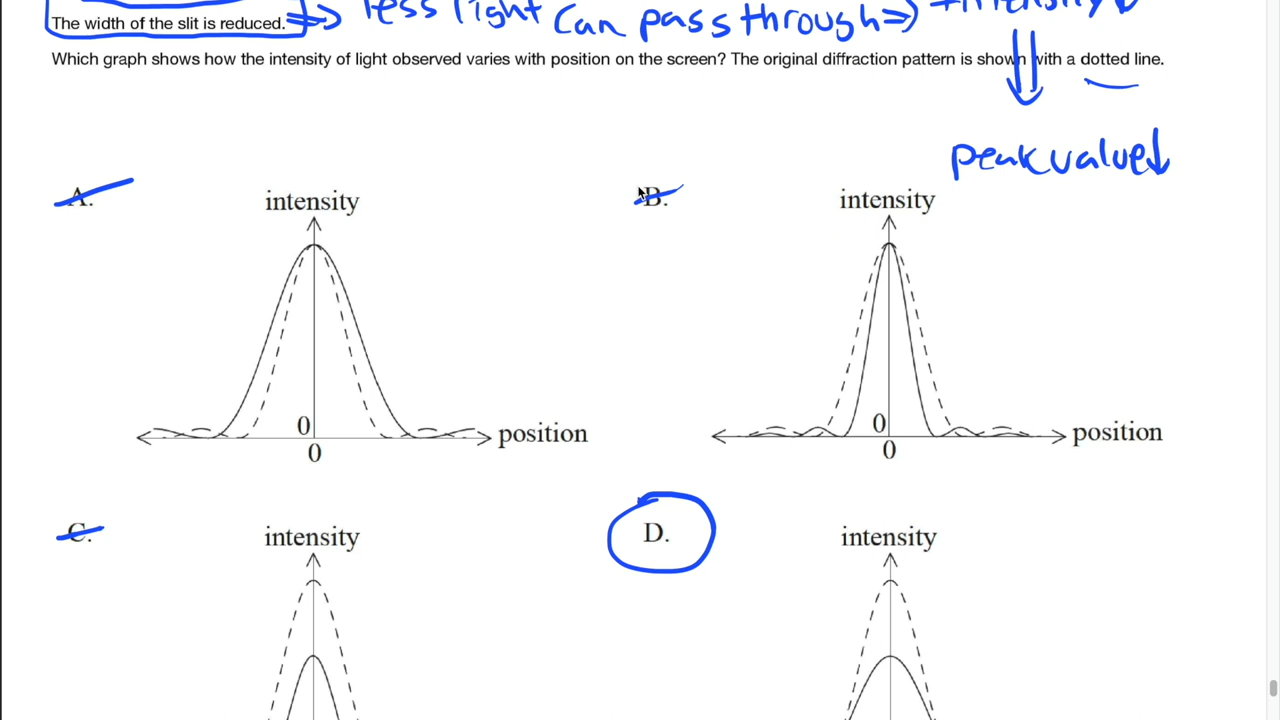 The width of the slit is reduced. => less light can pass through => intensity ↓
Which graph shows how the intensity of light observed varies with position on the screen? The original diffraction pattern is shown with a dotted line.
peak value ↓
A.
intensity
0
0
position
B.
intensity
0
0
position
C.
intensity
D.
intensity